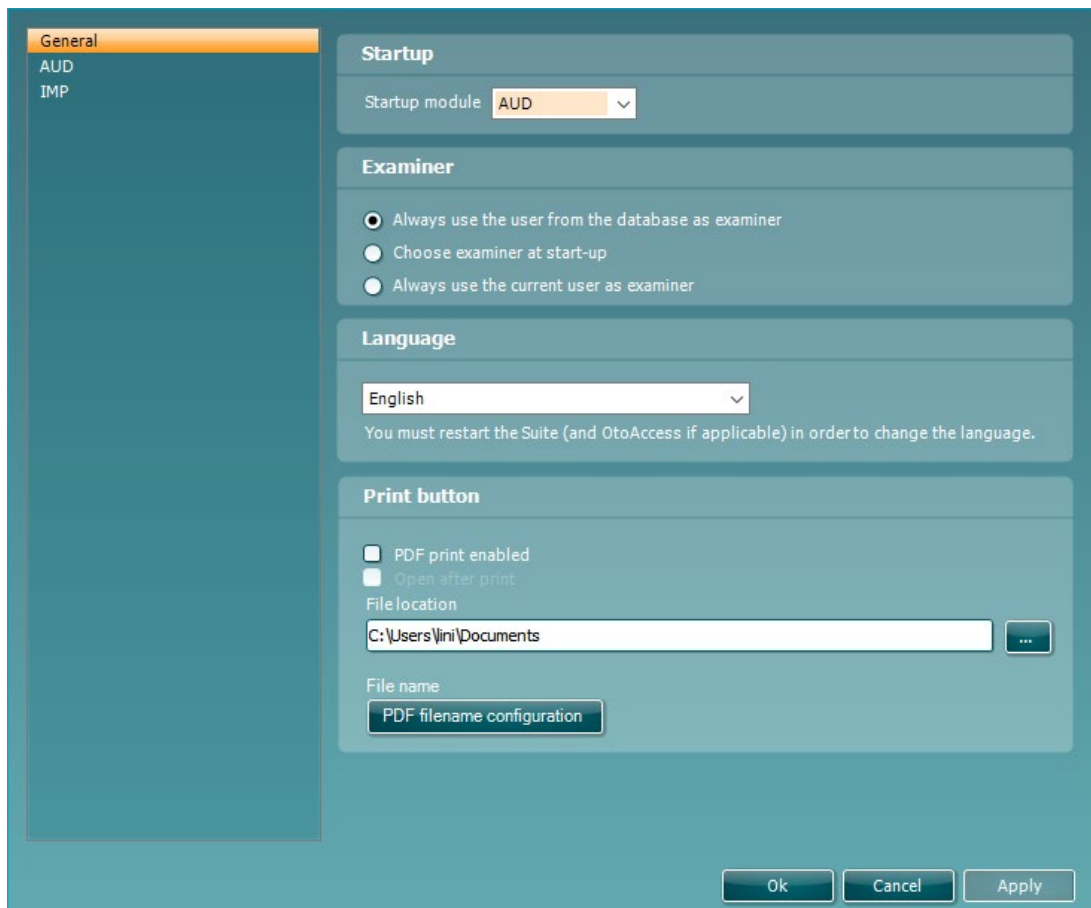 General
AUD
IMP
Startup
Startup module AUD
Examiner
Always use the user from the database as examiner
Choose examiner at start-up
Always use the current user as examiner
Language
English
You must restart the Suite (and OtoAccess if applicable) in order to change the language.
Print button
PDF print enabled
Open after print
File location
C:\Users\lini\Documents
...
File name
PDF filename configuration
Ok Cancel Apply